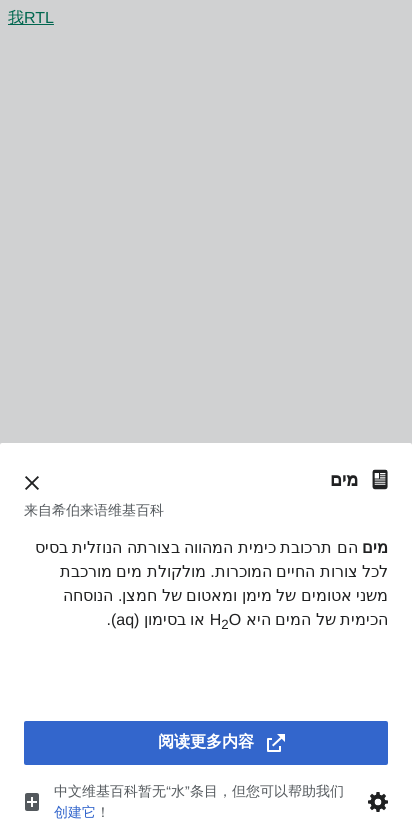 我RTL
מים
来自希伯来语维基百科
מים הם תרכובת כימית המהווה בצורתה הנוזלית בסיס
לכל צורות החיים המוכרות. מולקולת מים מורכבת
משני אטומים של מימן ומאטום של חמצן. הנוסחה
הכימית של המים היא H₂O או בסימון (aq).
阅读更多内容
中文维基百科暂无“水”条目，但您可以帮助我们
创建它！